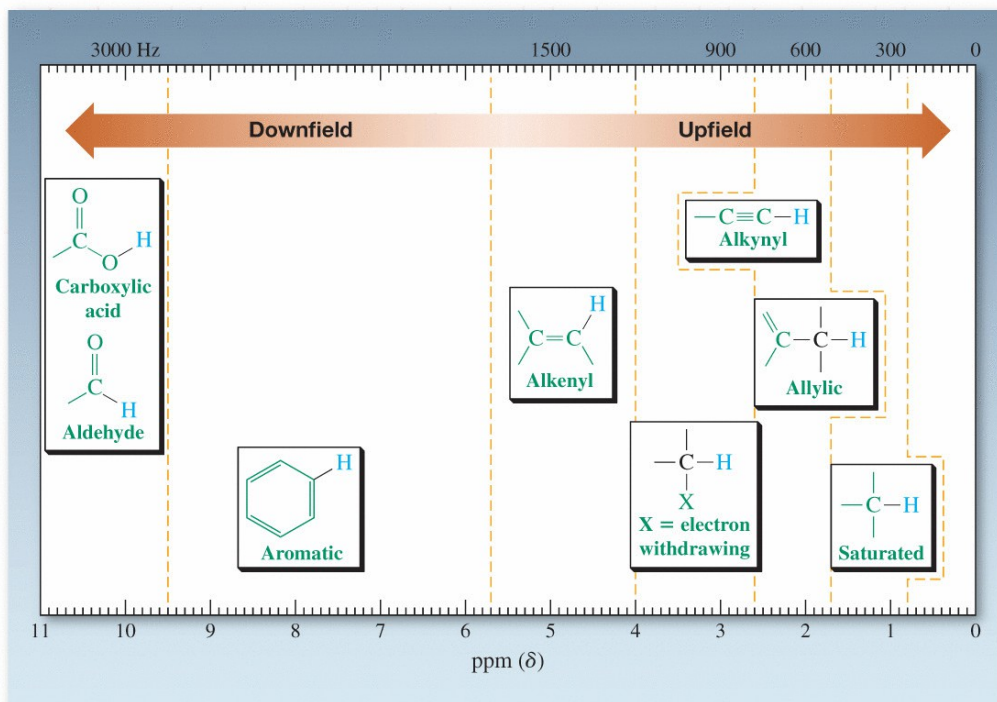 3000 Hz 1500 900 600 300 0
Downfield Upfield
O
C
O
H
Carboxylic
acid
O
C
H
Aldehyde
H
Aromatic
H
C=C
Alkenyl
—C≡C—H
Alkynyl
C—C—H
Allylic
—C—H
X
X = electron
withdrawing
—C—H
Saturated
11 10 9 8 7 6 5 4 3 2 1 0
ppm (δ)